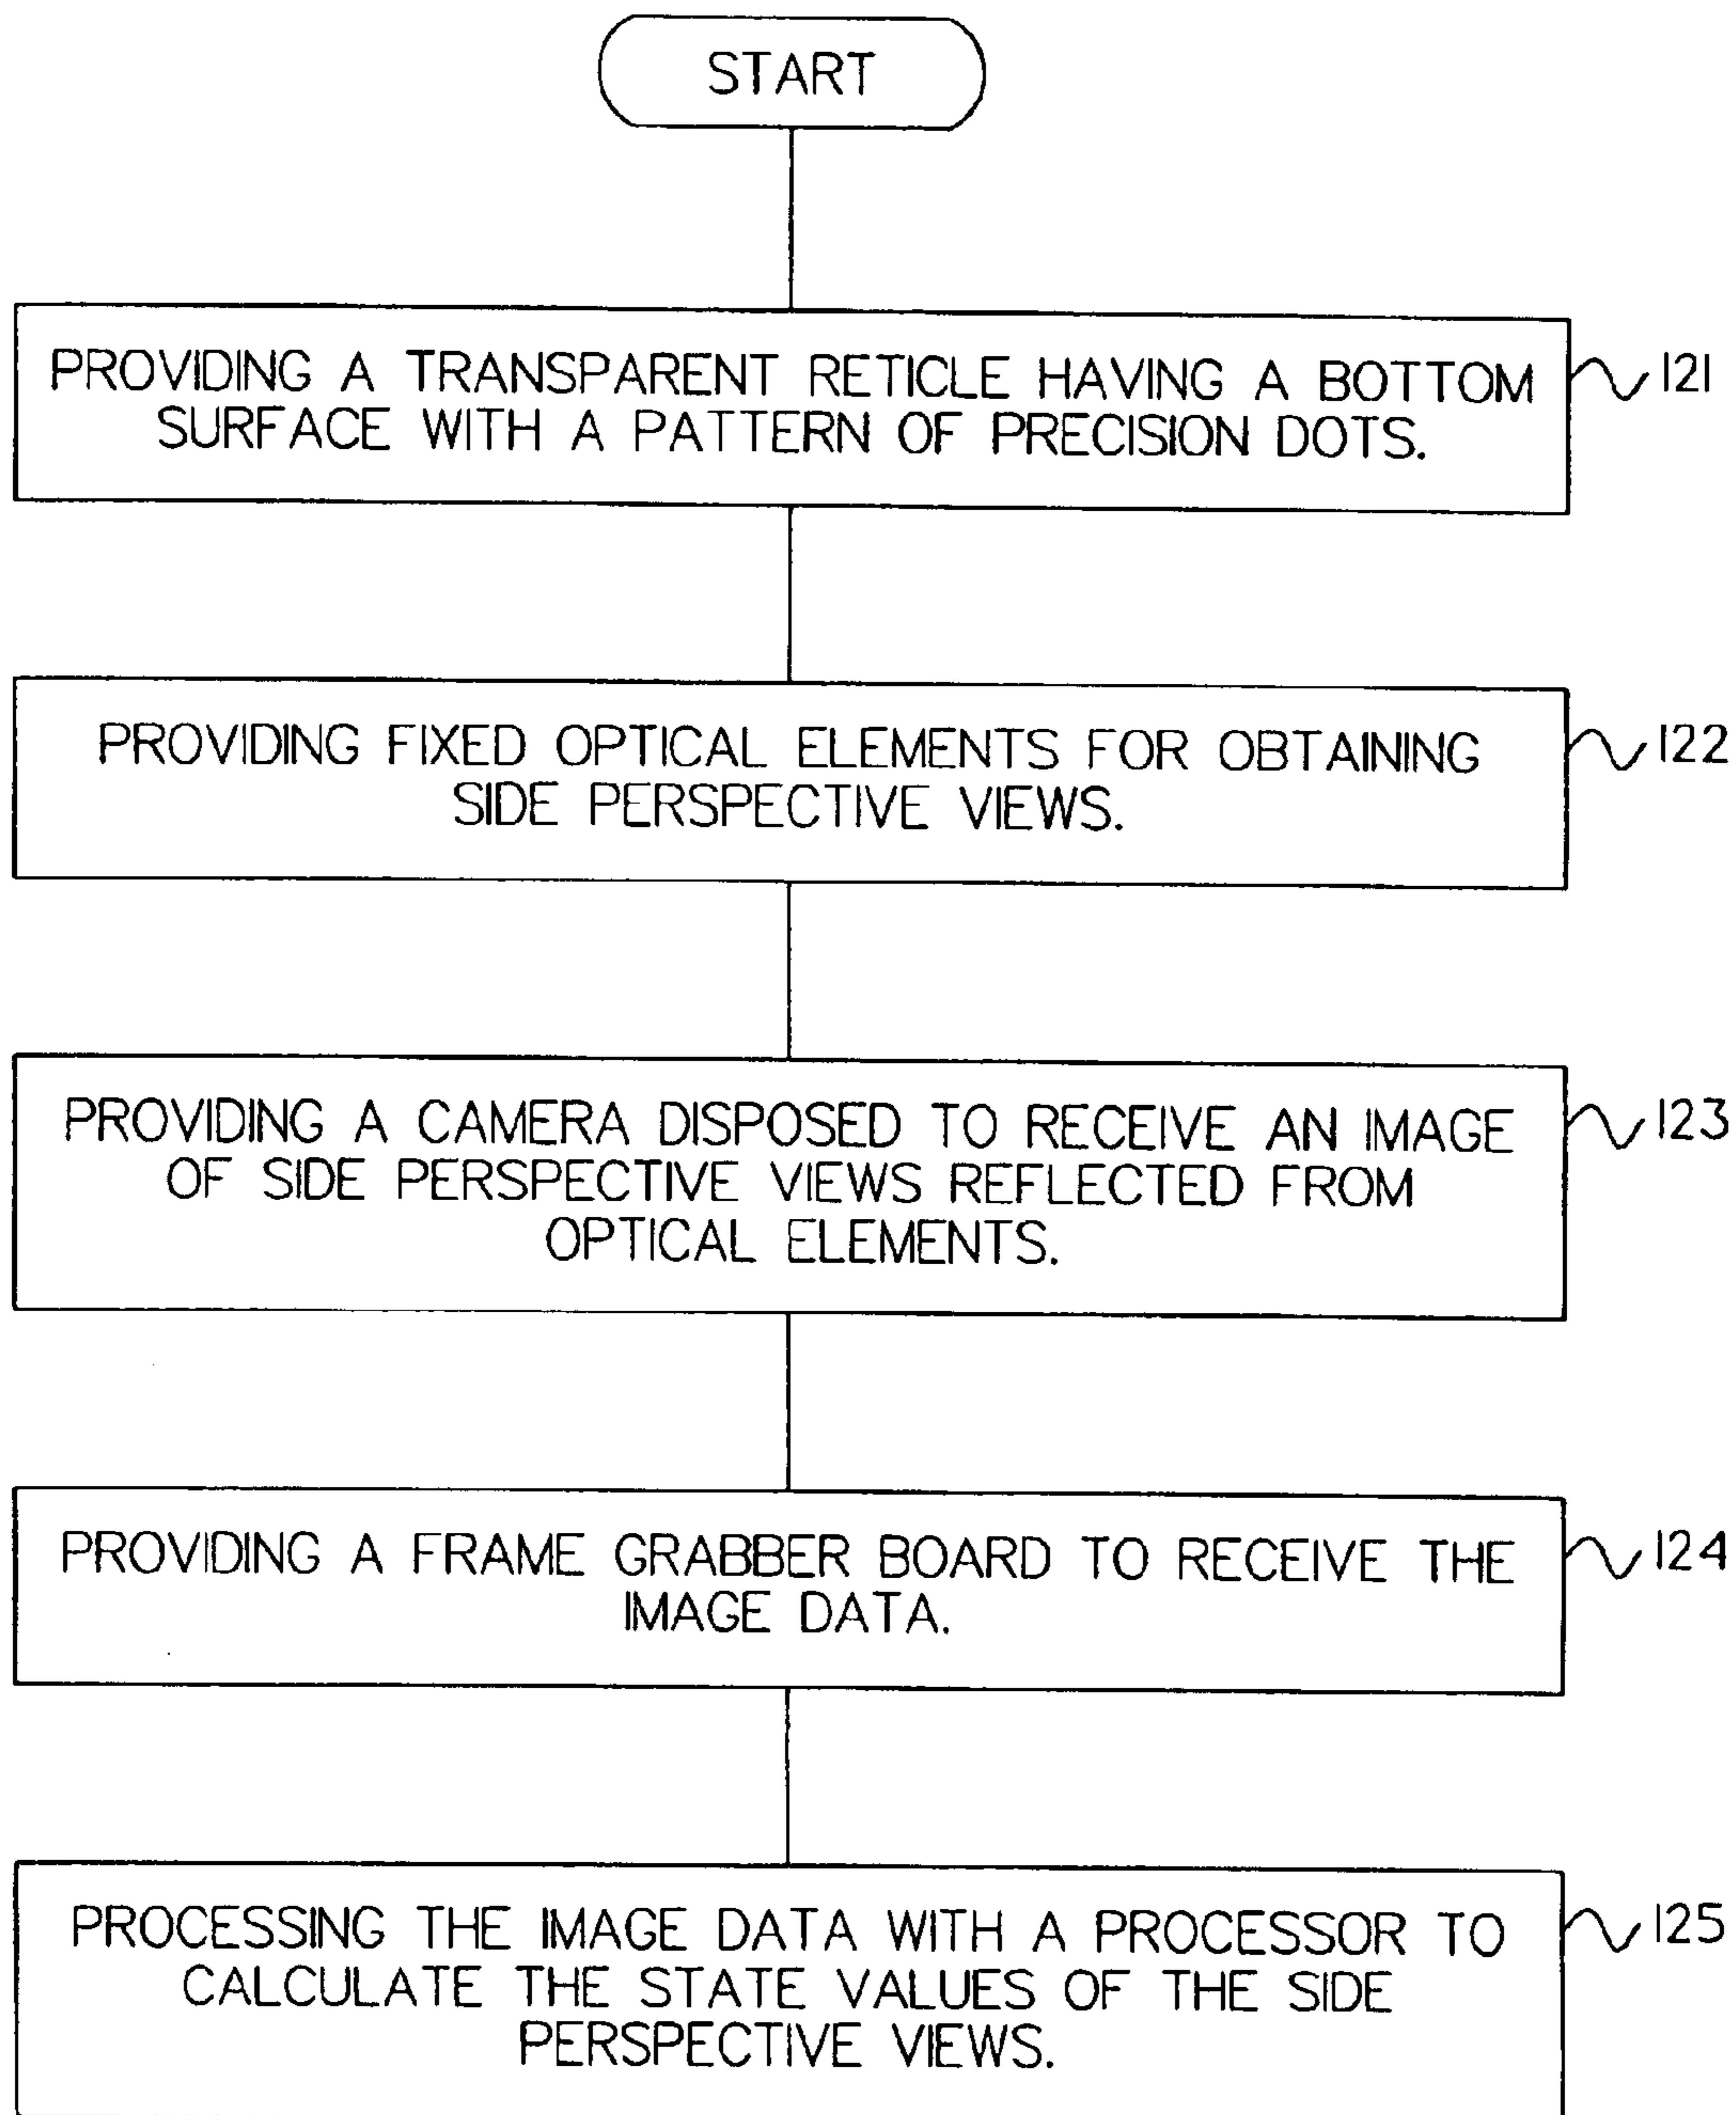 START
PROVIDING A TRANSPARENT RETICLE HAVING A BOTTOM
SURFACE WITH A PATTERN OF PRECISION DOTS.
121
PROVIDING FIXED OPTICAL ELEMENTS FOR OBTAINING
SIDE PERSPECTIVE VIEWS.
122
PROVIDING A CAMERA DISPOSED TO RECEIVE AN IMAGE
OF SIDE PERSPECTIVE VIEWS REFLECTED FROM
OPTICAL ELEMENTS.
123
PROVIDING A FRAME GRABBER BOARD TO RECEIVE THE
IMAGE DATA.
124
PROCESSING THE IMAGE DATA WITH A PROCESSOR TO
CALCULATE THE STATE VALUES OF THE SIDE
PERSPECTIVE VIEWS.
125